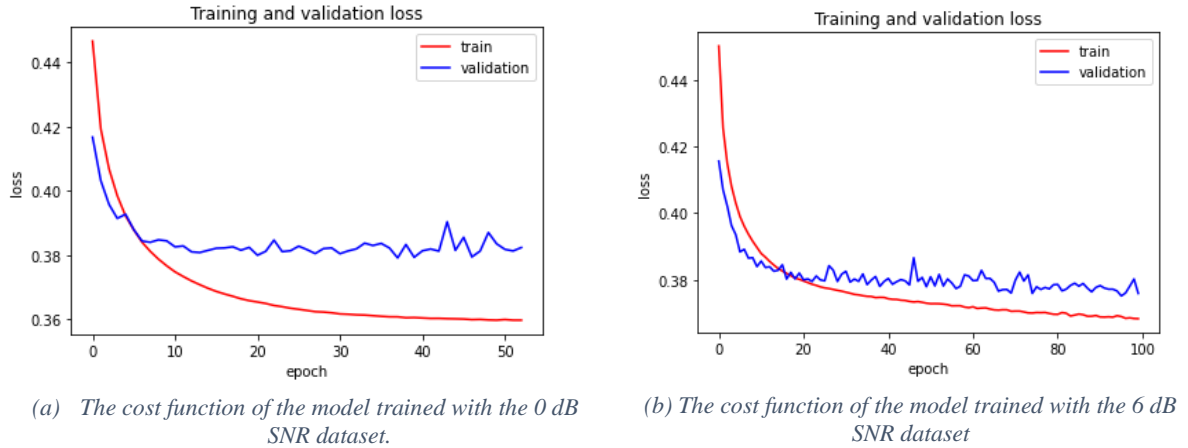 Training and validation loss
train
validation
0.44
0.42
0.40
0.38
0.36
loss
0
10
20
30
40
50
epoch
(a) The cost function of the model trained with the 0 dB
SNR dataset.
Training and validation loss
train
validation
0.44
0.42
0.40
0.38
loss
0
20
40
60
80
100
epoch
(b) The cost function of the model trained with the 6 dB
SNR dataset